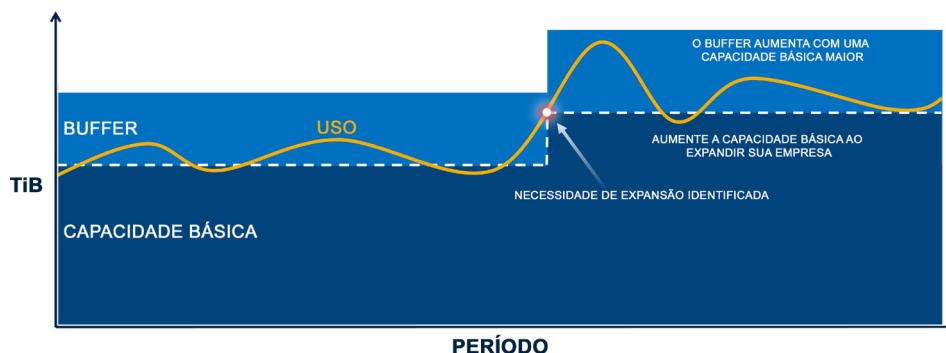 O BUFFER AUMENTA COM UMA
CAPACIDADE BÁSICA MAIOR
BUFFER
USO
AUMENTE A CAPACIDADE BÁSICA AO
EXPANDIR SUA EMPRESA
TiB
NECESSIDADE DE EXPANSÃO IDENTIFICADA
CAPACIDADE BÁSICA
PERÍODO